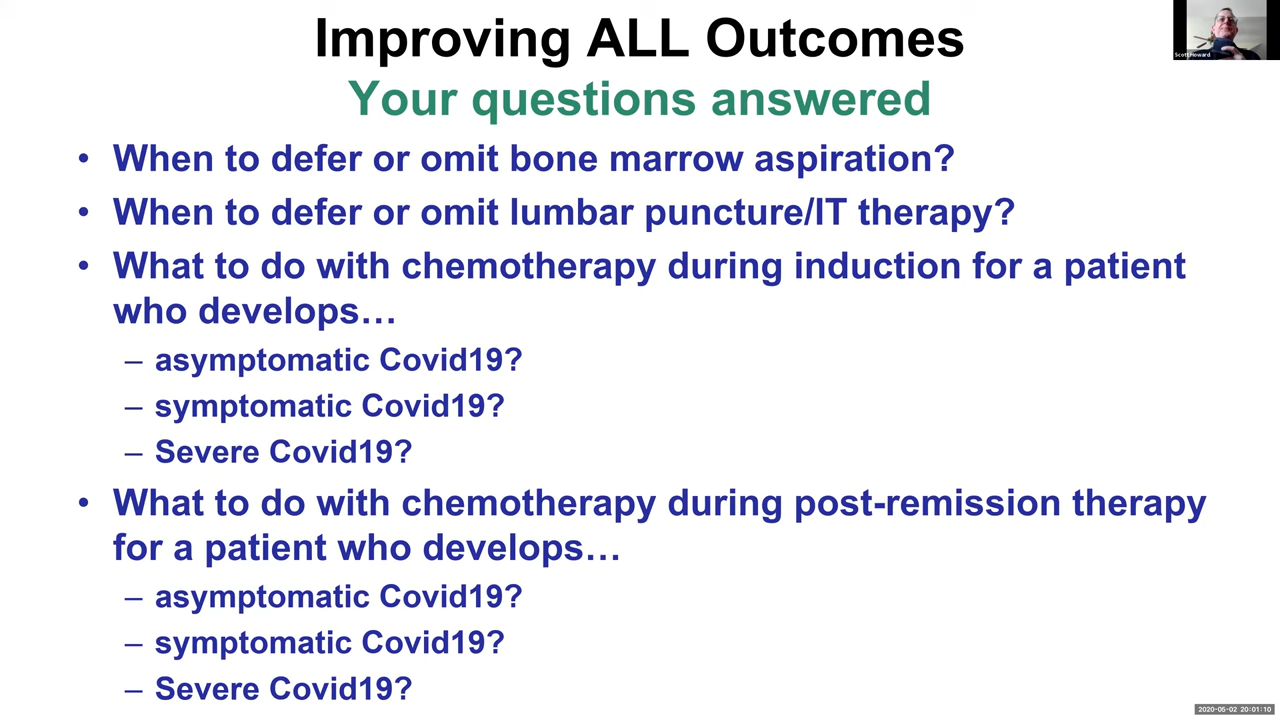 Improving ALL Outcomes
Your questions answered
Scott Howard
• When to defer or omit bone marrow aspiration?
• When to defer or omit lumbar puncture/IT therapy?
• What to do with chemotherapy during induction for a patient
who develops…
– asymptomatic Covid19?
– symptomatic Covid19?
– Severe Covid19?
• What to do with chemotherapy during post-remission therapy
for a patient who develops…
– asymptomatic Covid19?
– symptomatic Covid19?
– Severe Covid19?
2020-05-02 20:01:10